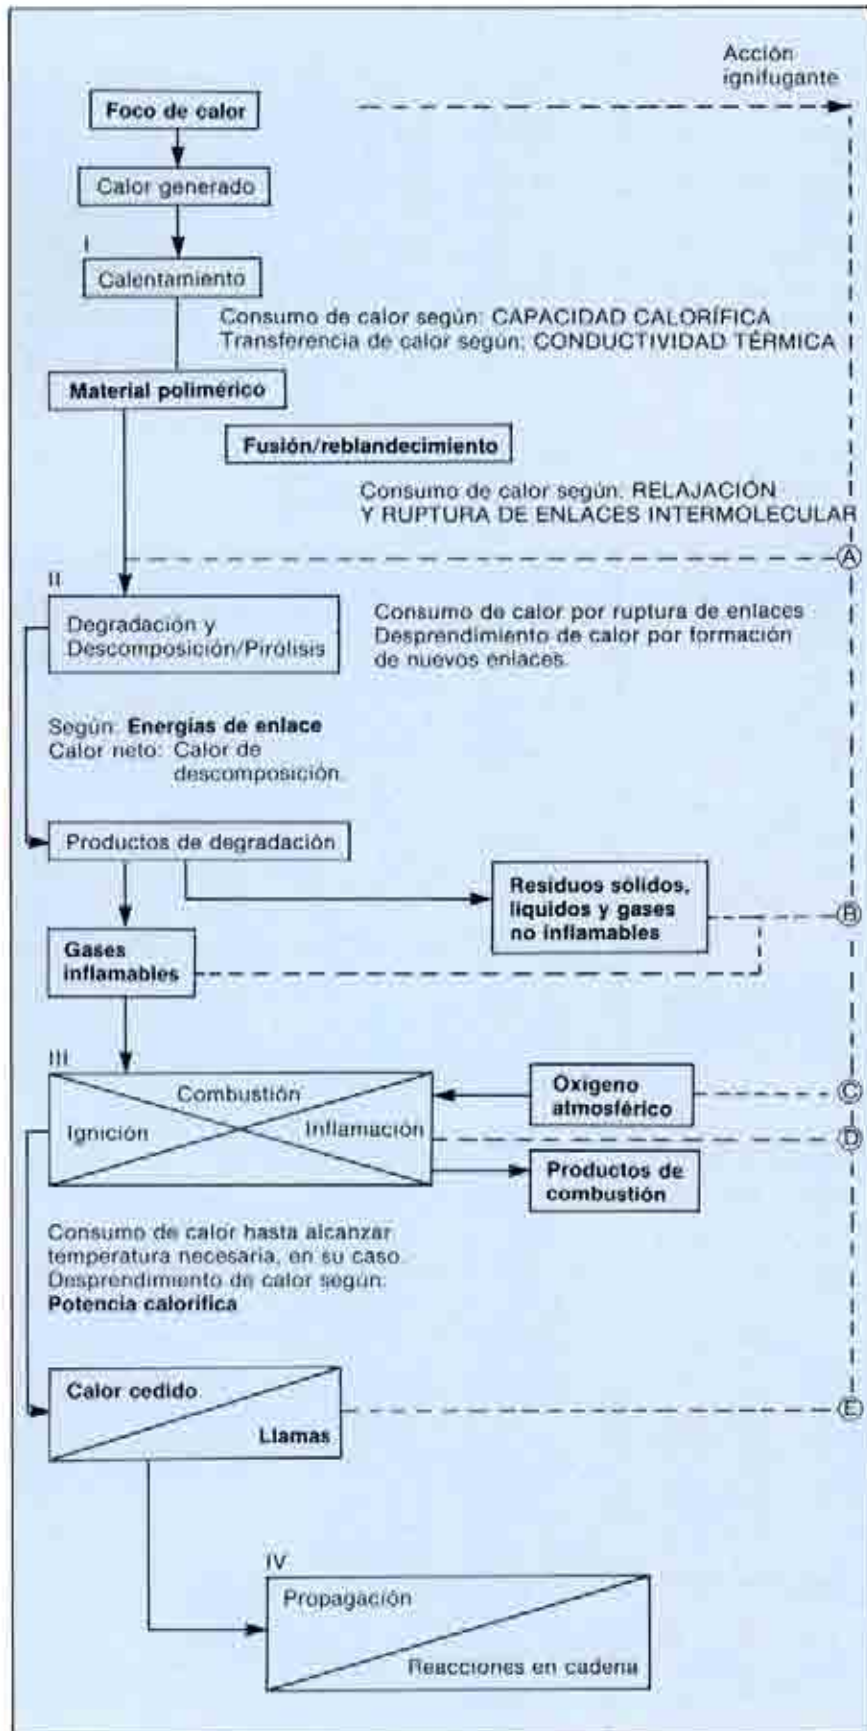 Acción
ignifugante
Foco de calor
Calor generado
I
Calentamiento
Consumo de calor según: CAPACIDAD CALORÍFICA
Transferencia de calor según: CONDUCTIVIDAD TÉRMICA
Material polimérico
Fusión/reblandecimiento
Consumo de calor según: RELAJACIÓN
Y RUPTURA DE ENLACES INTERMOLECULAR
A
II
Degradación y
Descomposición/Pirólisis
Consumo de calor por ruptura de enlaces
Desprendimiento de calor por formación
de nuevos enlaces.
Según: Energías de enlace
Calor neto: Calor de
descomposición.
Productos de degradación
Residuos sólidos,
líquidos y gases
no inflamables
B
Gases
inflamables
III
Combustión
Ignición
Inflamación
Oxígeno
atmosférico
C
D
Productos de
combustión
Consumo de calor hasta alcanzar
temperatura necesaria, en su caso.
Desprendimiento de calor según:
Potencia calorífica
Calor cedido
Llamas
E
IV
Propagación
Reacciones en cadena